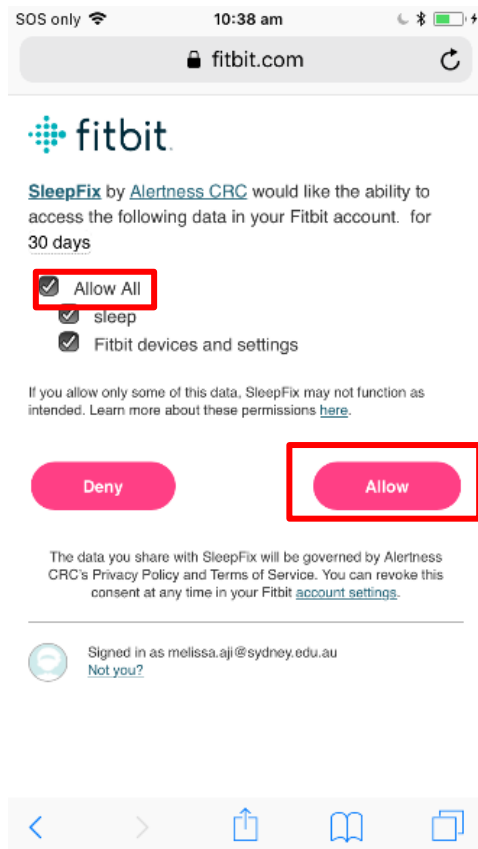 SOS only 10:38 am
fitbit.com
fitbit.
SleepFix by Alertness CRC would like the ability to
access the following data in your Fitbit account. for
30 days
Allow All
sleep
Fitbit devices and settings
If you allow only some of this data, SleepFix may not function as
intended. Learn more about these permissions here.
Deny Allow
The data you share with SleepFix will be governed by Alertness
CRC's Privacy Policy and Terms of Service. You can revoke this
consent at any time in your Fitbit account settings.
Signed in as melissa.aji@sydney.edu.au
Not you?